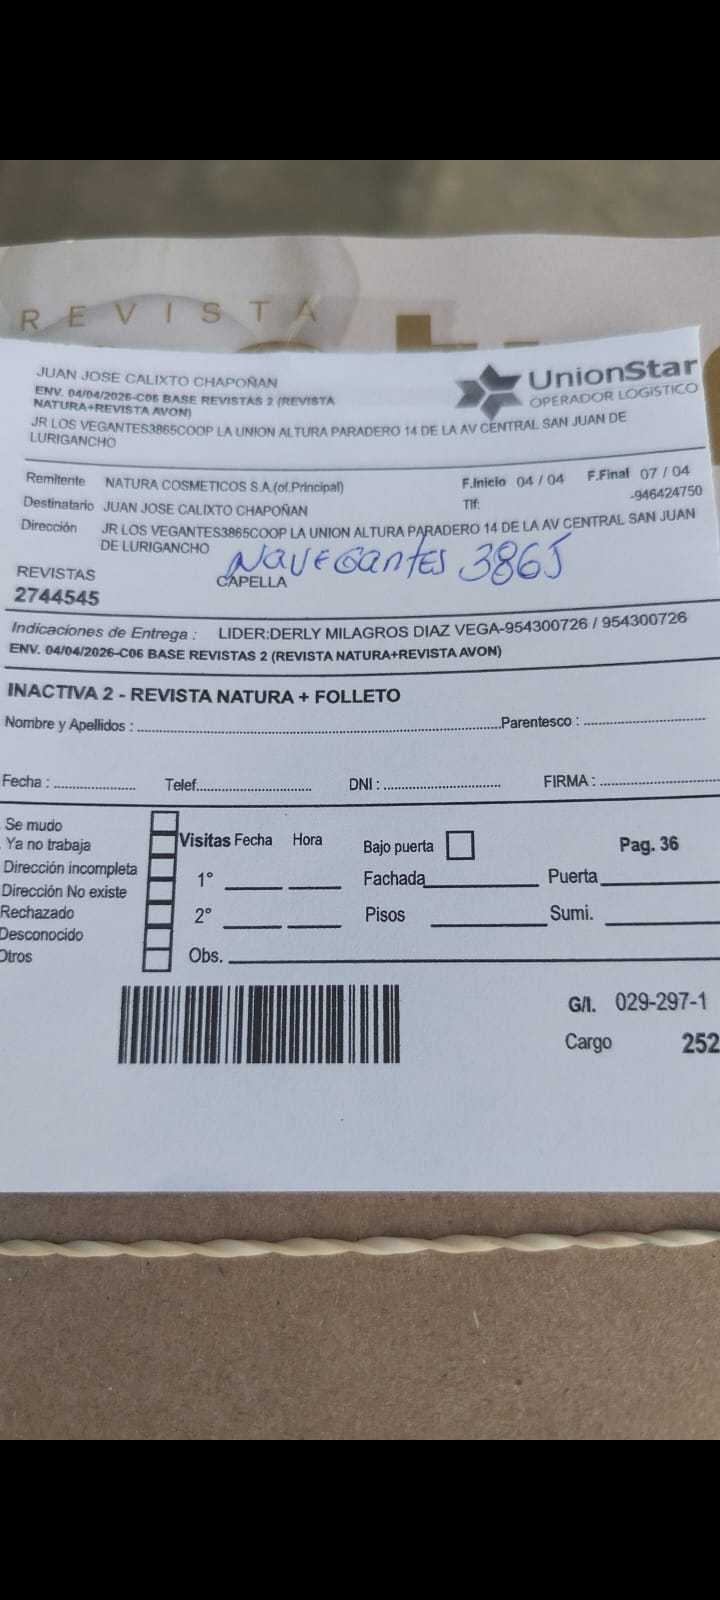 REVISTA
JUAN JOSE CALIXTO CHAPOÑAN
ENV. 04/04/2026-C06 BASE REVISTAS 2 (REVISTA
NATURA+REVISTA AVON)
JR LOS VEGANTES3865COOP LA UNION ALTURA PARADERO 14 DE LA AV CENTRAL SAN JUAN DE
LURIGANCHO
UnionStar
OPERADOR LOGISTICO
Remitente NATURA COSMETICOS S.A.(of.Principal) F.Inicio 04 / 04 F.Final 07 / 04
Destinatario JUAN JOSE CALIXTO CHAPOÑAN Tlf: -946424750
Dirección JR LOS VEGANTES3865COOP LA UNION ALTURA PARADERO 14 DE LA AV CENTRAL SAN JUAN
DE LURIGANCHO
Navegantes 3865
REVISTAS CAPELLA
2744545
Indicaciones de Entrega : LIDER:DERLY MILAGROS DIAZ VEGA-954300726 / 954300726
ENV. 04/04/2026-C06 BASE REVISTAS 2 (REVISTA NATURA+REVISTA AVON)
INACTIVA 2 - REVISTA NATURA + FOLLETO
Nombre y Apellidos : Parentesco :
Fecha : Telef. DNI : FIRMA :
Se mudo
Ya no trabaja
Dirección incompleta
Dirección No existe
Rechazado
Desconocido
Otros
Visitas Fecha Hora Bajo puerta Pag. 36
1° Fachada Puerta
2° Pisos Sumi.
Obs.
G/I. 029-297-1
Cargo 252